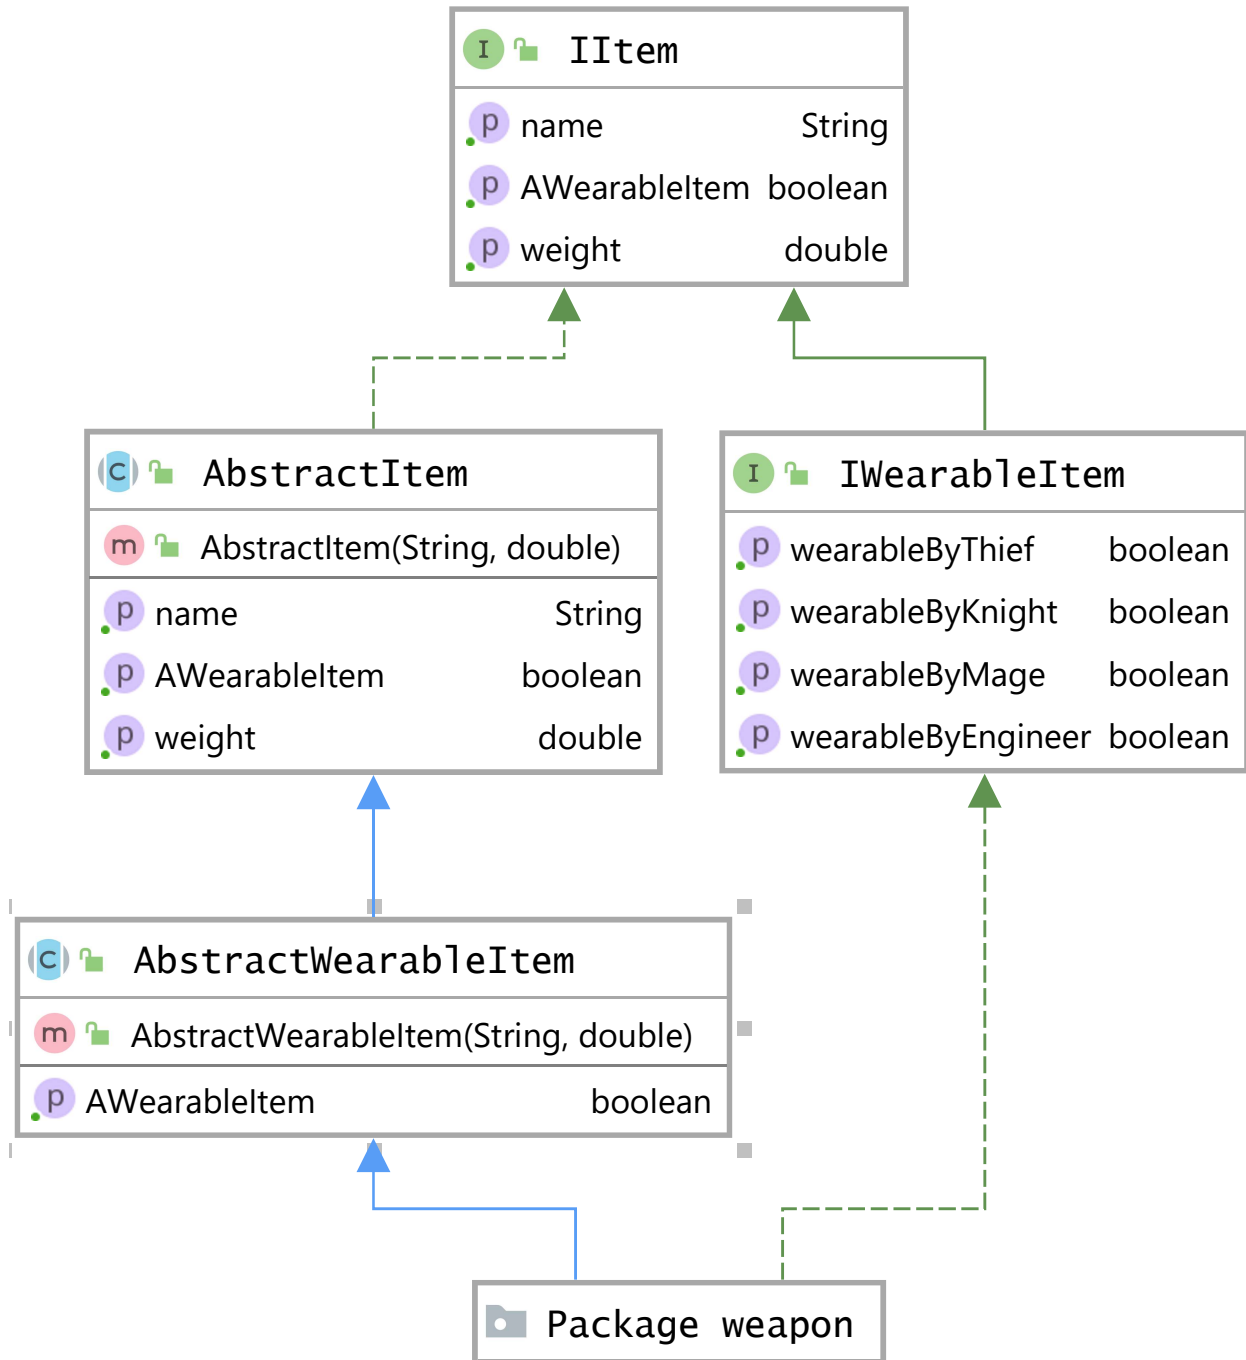 I IItem
p name String
p AWearableItem boolean
p weight double
C AbstractItem
m AbstractItem(String, double)
p name String
p AWearableItem boolean
p weight double
I IWearableItem
p wearableByThief boolean
p wearableByKnight boolean
p wearableByMage boolean
p wearableByEngineer boolean
C AbstractWearableItem
m AbstractWearableItem(String, double)
p AWearableItem boolean
Package weapon